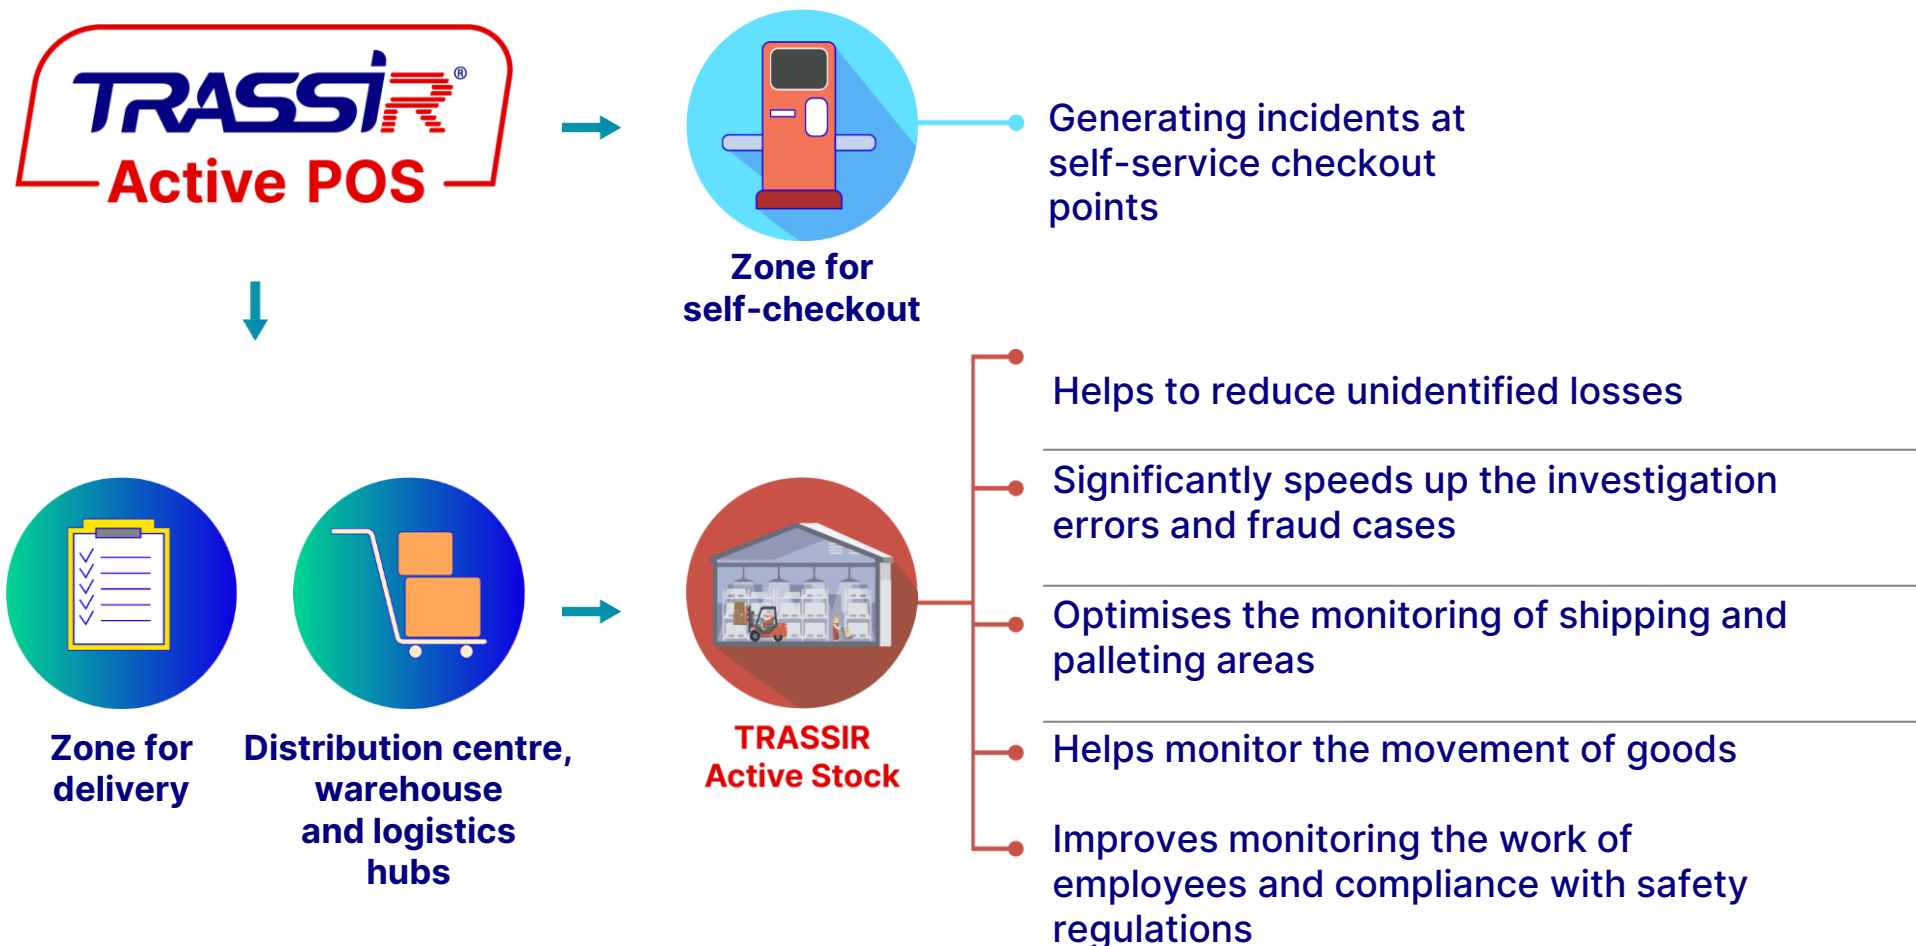 TRASSIR®
Active POS
Generating incidents at
self-service checkout
points
Zone for
self-checkout
Helps to reduce unidentified losses
Significantly speeds up the investigation
errors and fraud cases
Optimises the monitoring of shipping and
palleting areas
Helps monitor the movement of goods
Improves monitoring the work of
employees and compliance with safety
regulations
Zone for
delivery
Distribution centre,
warehouse
and logistics
hubs
TRASSIR
Active Stock